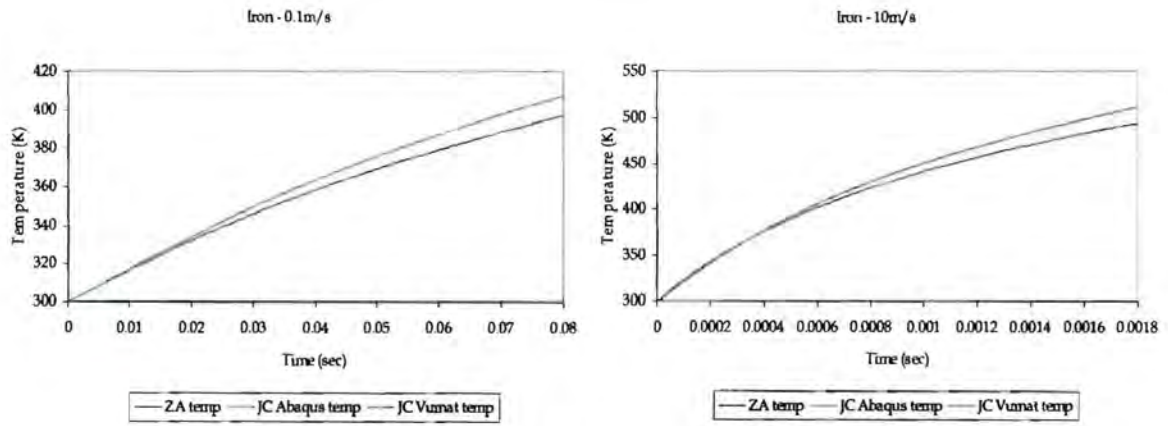 Iron - 0.1m/s
420
400
380
360
340
320
300
Temperature (K)
0 0.01 0.02 0.03 0.04 0.05 0.06 0.07 0.08
Time (sec)
ZA temp JC Abaqus temp JC Vumat temp
Iron - 10m/s
550
500
450
400
350
300
Temperature (K)
0 0.0002 0.0004 0.0006 0.0008 0.001 0.0012 0.0014 0.0016 0.0018
Time (sec)
ZA temp JC Abaqus temp JC Vumat temp